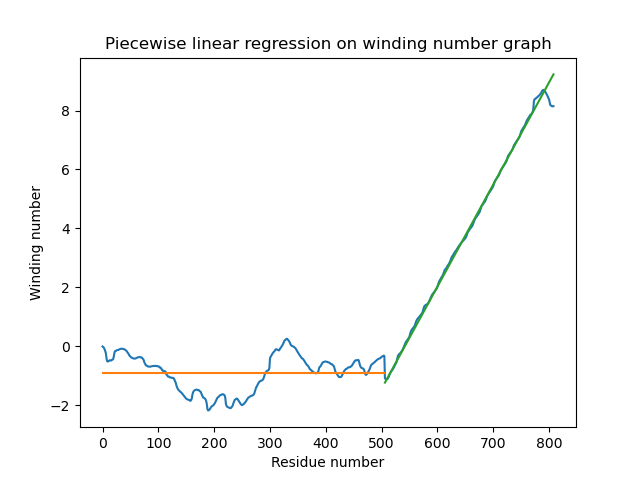 Piecewise linear regression on winding number graph
8
6
4
2
0
−2
Winding number
0 100 200 300 400 500 600 700 800
Residue number